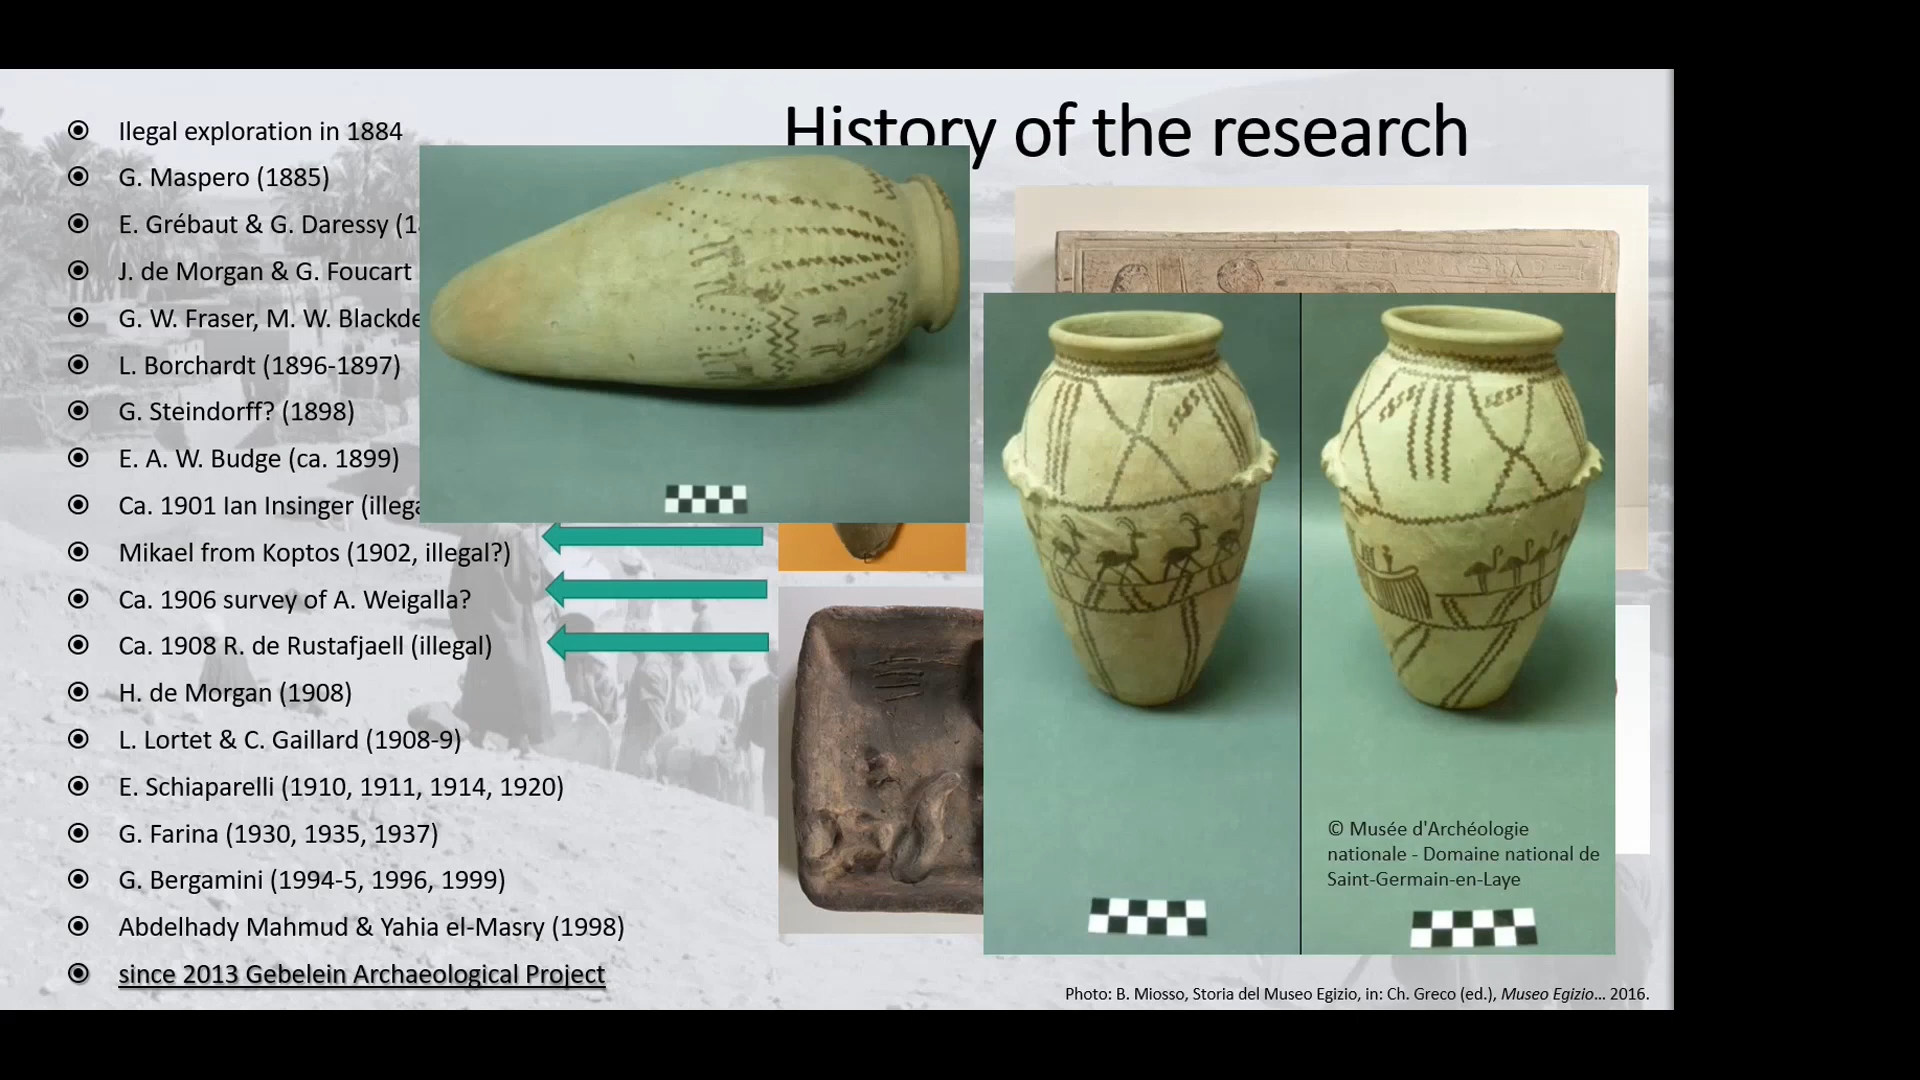 History of the research
Ilegal exploration in 1884
G. Maspero (1885)
E. Grébaut & G. Daressy
J. de Morgan & G. Foucart
G. W. Fraser, M. W.
L. Borchardt (1896-1897)
G. Steindorff? (1898)
E. A. W. Budge (ca. 1899)
Ca. 1901 Ian Insinger
Mikael from Koptos (1902, illegal?)
Ca. 1906 survey of A. Weigalla?
Ca. 1908 R. de Rustafjaell (illegal)
H. de Morgan (1908)
L. Lortet & C. Gaillard (1908-9)
E. Schiaparelli (1910, 1911, 1914, 1920)
G. Farina (1930, 1935, 1937)
G. Bergamini (1994-5, 1996, 1999)
Abdelhady Mahmud & Yahia el-Masry (1998)
since 2013 Gebelein Archaeological Project
© Musée d'Archéologie
nationale - Domaine national de
Saint-Germain-en-Laye
Photo: B. Miosso, Storia del Museo Egizio, in: Ch. Greco (ed.), Museo Egizio... 2016.